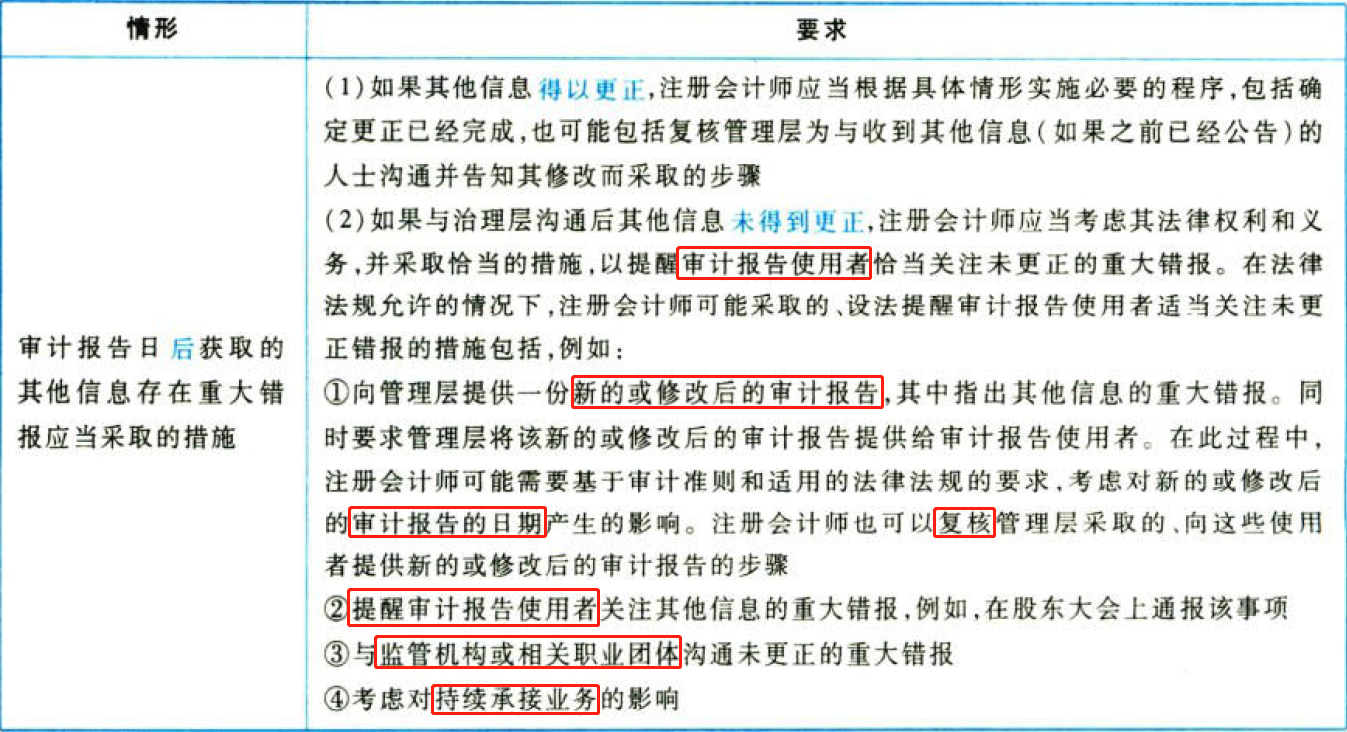 情形
要求
审计报告日后获取的
其他信息存在重大错
报应当采取的措施
(1)如果其他信息得以更正,注册会计师应当根据具体情形实施必要的程序,包括确
定更正已经完成,也可能包括复核管理层为与收到其他信息(如果之前已经公告)的
人士沟通并告知其修改而采取的步骤
(2)如果与治理层沟通后其他信息未得到更正,注册会计师应当考虑其法律权利和义
务,并采取恰当的措施,以提醒审计报告使用者恰当关注未更正的重大错报。在法律
法规允许的情况下,注册会计师可能采取的、设法提醒审计报告使用者适当关注未更
正错报的措施包括,例如:
①向管理层提供一份新的或修改后的审计报告,其中指出其他信息的重大错报。同
时要求管理层将该新的或修改后的审计报告提供给审计报告使用者。在此过程中,
注册会计师可能需要基于审计准则和适用的法律法规的要求,考虑对新的或修改后
的审计报告的日期产生的影响。注册会计师也可以复核管理层采取的、向这些使用
者提供新的或修改后的审计报告的步骤
②提醒审计报告使用者关注其他信息的重大错报,例如,在股东大会上通报该事项
③与监管机构或相关职业团体沟通未更正的重大错报
④考虑对持续承接业务的影响